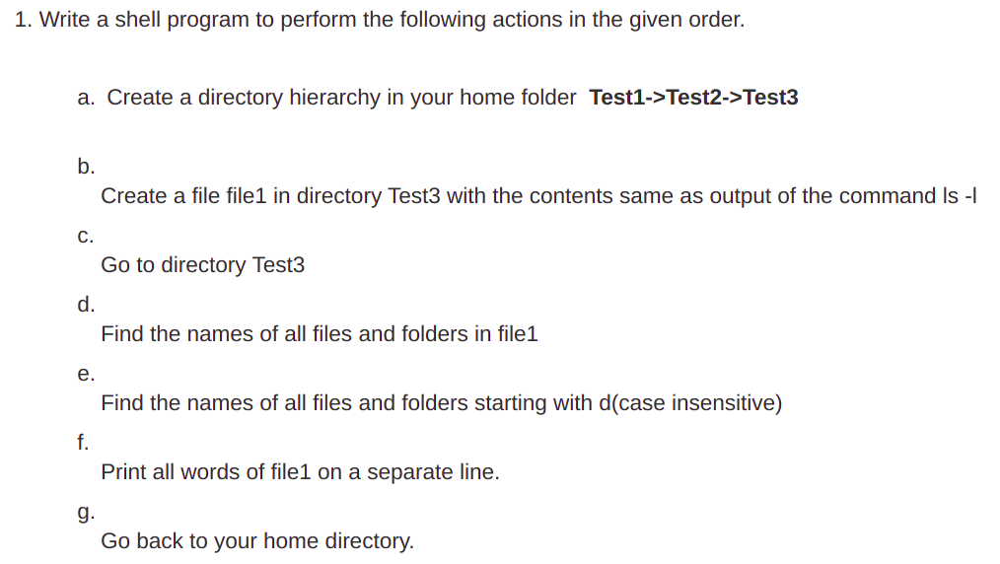 1. Write a shell program to perform the following actions in the given order.
a. Create a directory hierarchy in your home folder Test1->Test2->Test3
b.
Create a file file1 in directory Test3 with the contents same as output of the command ls -l
c.
Go to directory Test3
d.
Find the names of all files and folders in file1
e.
Find the names of all files and folders starting with d(case insensitive)
f.
Print all words of file1 on a separate line.
g.
Go back to your home directory.